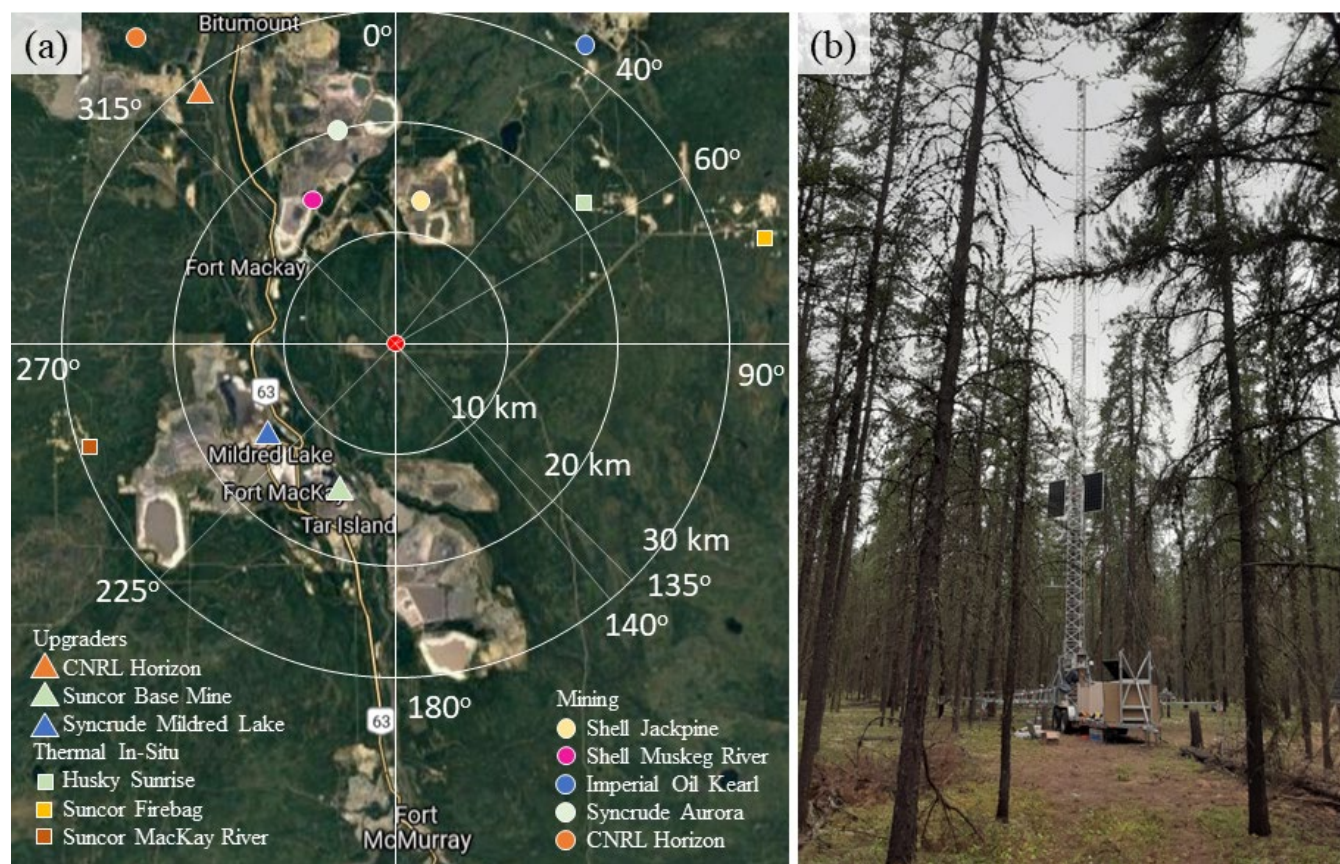 (a)
Bitumount
0°
40°
315°
60°
Fort Mackay
270°
90°
63
10 km
Mildred Lake
20 km
Fort MacKay
Tar Island
30 km
135°
225°
140°
180°
63
Upgraders
CNRL Horizon
Suncor Base Mine
Syncrude Mildred Lake
Thermal In-Situ
Husky Sunrise
Suncor Firebag
Suncor MacKay River
Mining
Shell Jackpine
Shell Muskeg River
Imperial Oil Kearl
Syncrude Aurora
CNRL Horizon
Fort
McMurray
(b)